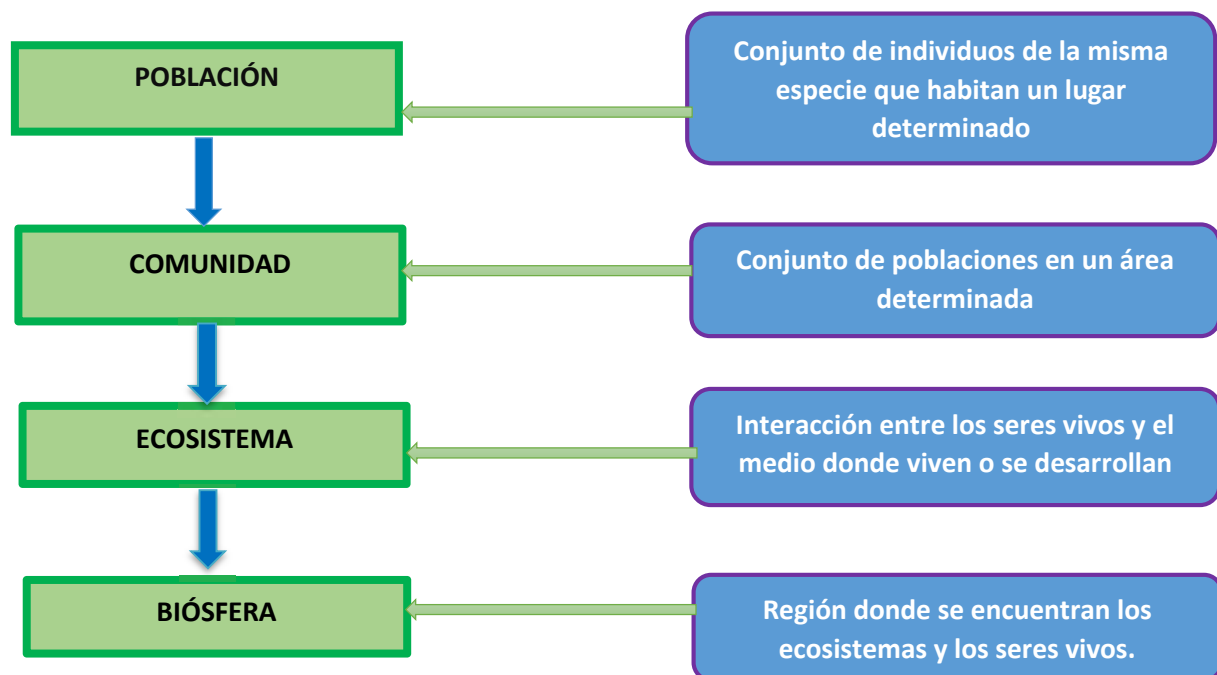 POBLACIÓN
Conjunto de individuos de la misma
especie que habitan un lugar
determinado
COMUNIDAD
Conjunto de poblaciones en un área
determinada
ECOSISTEMA
Interacción entre los seres vivos y el
medio donde viven o se desarrollan
BIÓSFERA
Región donde se encuentran los
ecosistemas y los seres vivos.